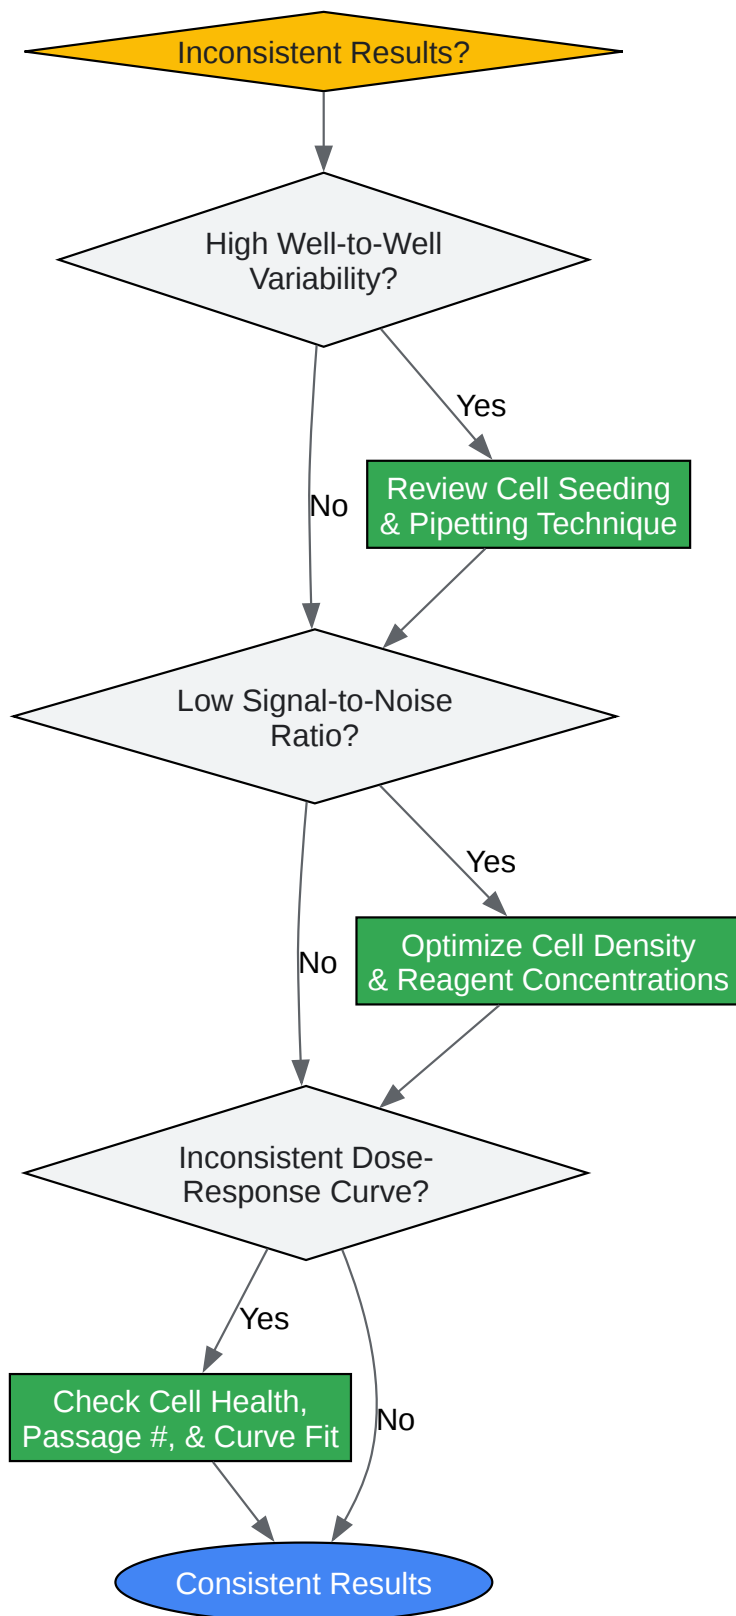 Inconsistent Results?
High Well-to-Well
Variability?
Yes
Review Cell Seeding
& Pipetting Technique
No
Low Signal-to-Noise
Ratio?
Yes
Optimize Cell Density
& Reagent Concentrations
No
Inconsistent Dose-
Response Curve?
Yes
Check Cell Health,
Passage #, & Curve Fit
No
Consistent Results